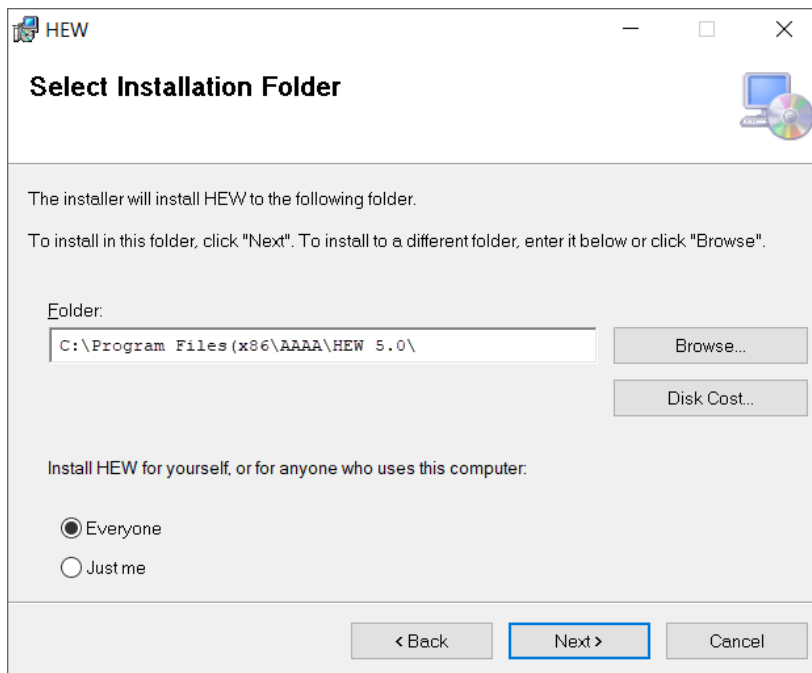 HEW
Select Installation Folder
The installer will install HEW to the following folder.
To install in this folder, click "Next". To install to a different folder, enter it below or click "Browse".
Folder:
C:\Program Files(x86\AAAA\HEW 5.0\
Browse...
Disk Cost...
Install HEW for yourself, or for anyone who uses this computer:
Everyone
Just me
< Back
Next >
Cancel